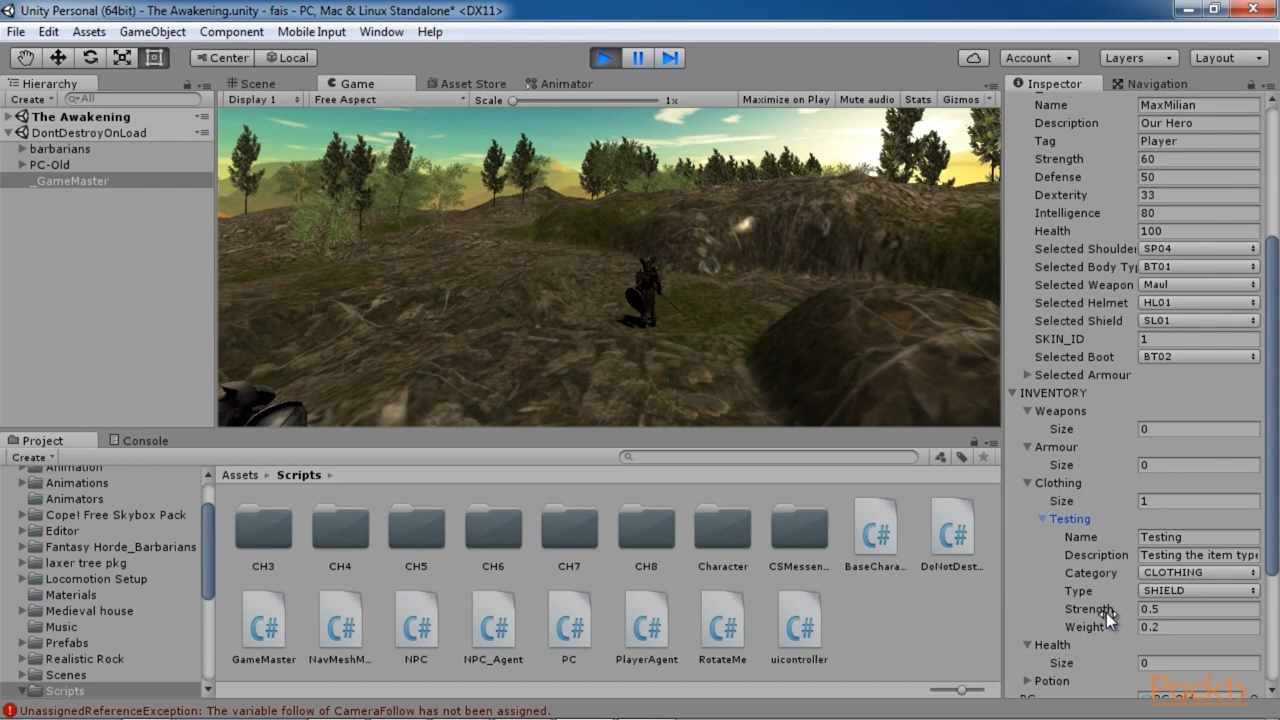 Unity Personal (64bit) - The Awakening.unity - fais - PC, Mac & Linux Standalone* <DX11>
File Edit Assets GameObject Component Mobile Input Window Help
Center Local Account Layers Layout
Hierarchy
Create All
The Awakening
DontDestroyOnLoad
barbarians
PC-Old
_GameMaster
Scene Game Asset Store Animator
Display 1 Free Aspect Scale 1x Maximize on Play Mute audio Stats Gizmos
Inspector Navigation
Name MaxMilian
Description Our Hero
Tag Player
Strength 60
Defense 50
Dexterity 33
Intelligence 80
Health 100
Selected Shoulder SP04
Selected Body Typ BT01
Selected Weapon Maul
Selected Helmet HL01
Selected Shield SL01
SKIN_ID 1
Selected Boot BT02
Selected Armour
INVENTORY
Weapons
Size 0
Armour
Size 0
Clothing
Size 1
Testing
Name Testing
Description Testing the item type
Category CLOTHING
Type SHIELD
Strength 0.5
Weight 0.2
Health
Size 0
Potion
Packt
Project Console
Create
Animation
Animations
Animators
Cope! Free Skybox Pack
Editor
Fantasy Horde_Barbarians
laxer tree pkg
Locomotion Setup
Materials
Medieval house
Music
Prefabs
Realistic Rock
Scenes
Scripts
Assets Scripts
CH3 CH4 CH5 CH6 CH7 CH8 Character CSMessen... BaseChara... DoNotDest...
GameMaster NavMeshM... NPC NPC_Agent PC PlayerAgent RotateMe uicontroller
C# C# C# C# C# C# C# C# C# C#
UnassignedReferenceException: The variable follow of CameraFollow has not been assigned.